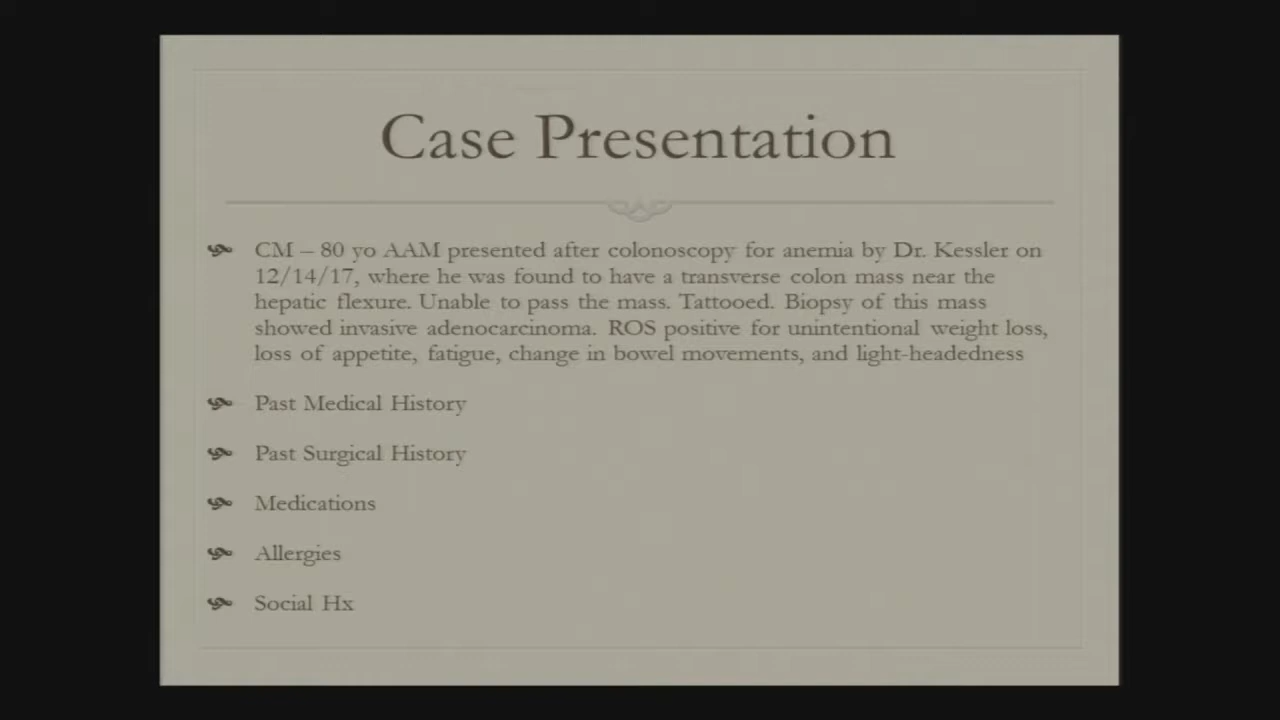 Case Presentation
CM – 80 yo AAM presented after colonoscopy for anemia by Dr. Kessler on
12/14/17, where he was found to have a transverse colon mass near the
hepatic flexure. Unable to pass the mass. Tattooed. Biopsy of this mass
showed invasive adenocarcinoma. ROS positive for unintentional weight loss,
loss of appetite, fatigue, change in bowel movements, and light-headedness
Past Medical History
Past Surgical History
Medications
Allergies
Social Hx